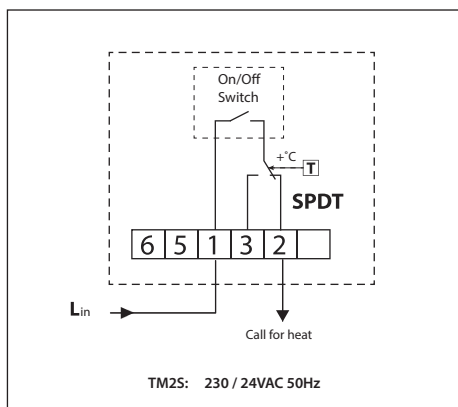 On/Off
Switch
+°C
T
SPDT
6 5 1 3 2
Lin
Call for heat
TM2S: 230 / 24VAC 50Hz